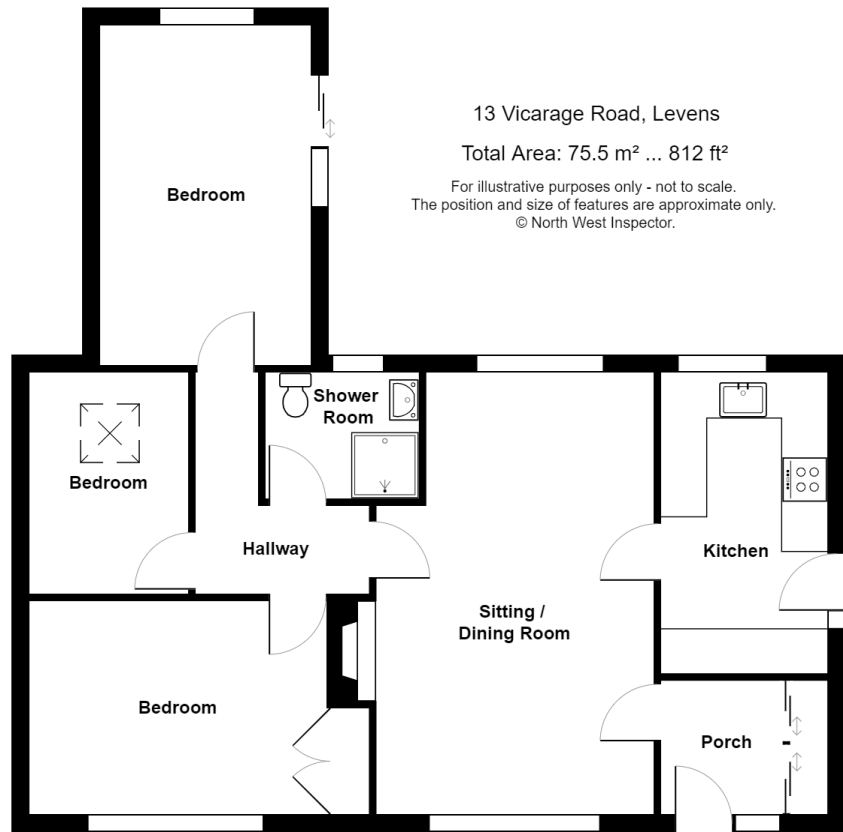 13 Vicarage Road, Levens
Total Area: 75.5 m² ... 812 ft²
For illustrative purposes only - not to scale.
The position and size of features are approximate only.
© North West Inspector.
Bedroom
Shower
Room
Bedroom
Hallway
Kitchen
Sitting /
Dining Room
Bedroom
Porch